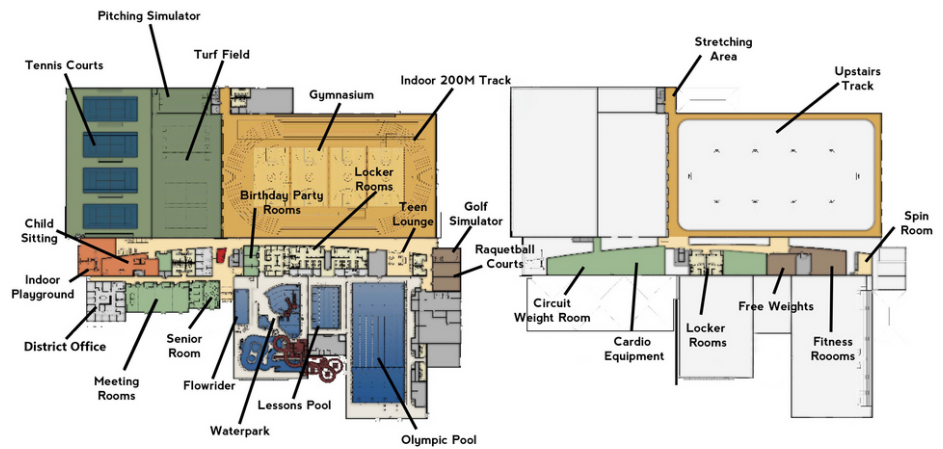 Pitching Simulator
Tennis Courts
Turf Field
Gymnasium
Indoor 200M Track
Birthday Party
Rooms
Locker
Rooms
Teen
Lounge
Golf
Simulator
Raquetball
Courts
Child
Sitting
Indoor
Playground
District Office
Meeting
Rooms
Senior
Room
Flowrider
Waterpark
Lessons Pool
Olympic Pool
Stretching
Area
Upstairs
Track
Spin
Room
Circuit
Weight Room
Cardio
Equipment
Locker
Rooms
Free Weights
Fitness
Roooms